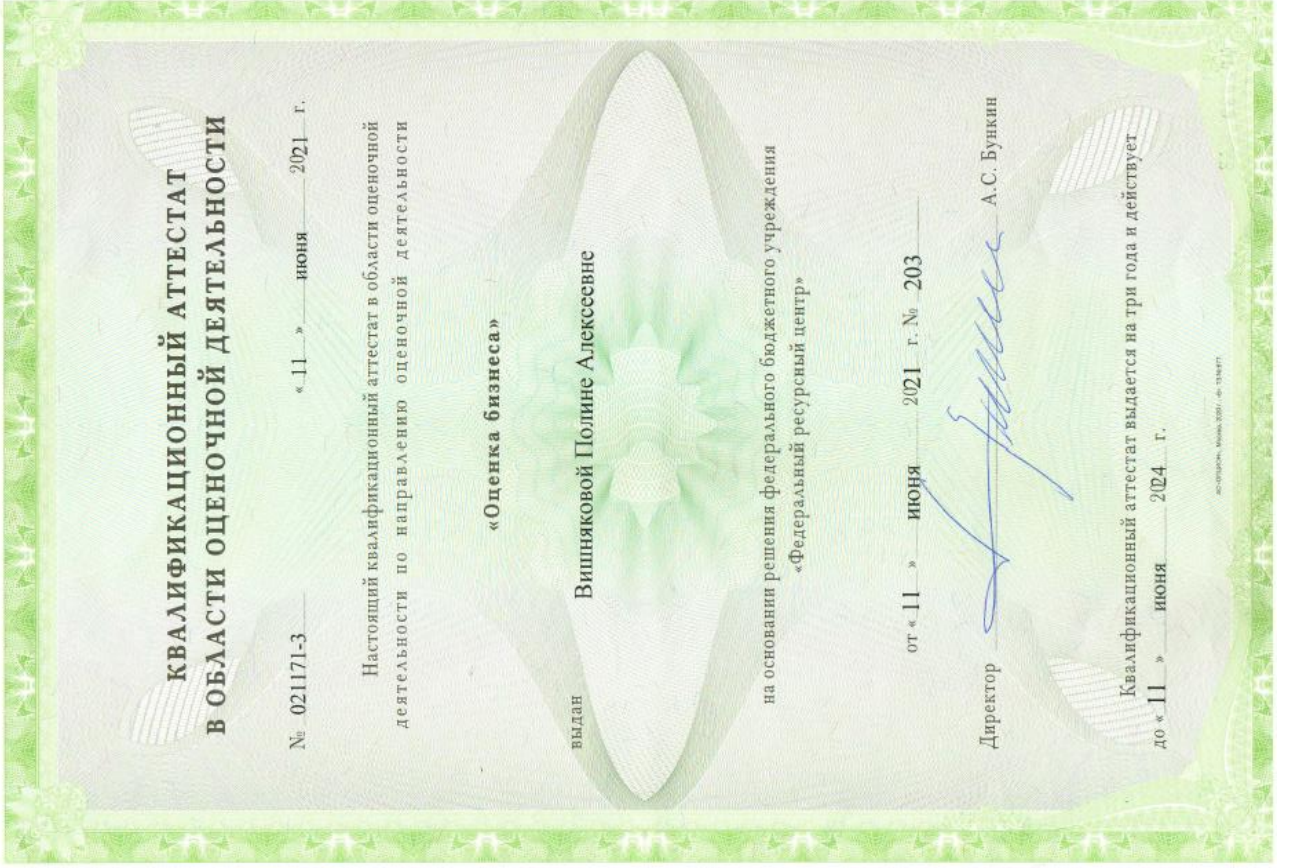 КВАЛИФИКАЦИОННЫЙ АТТЕСТАТ
В ОБЛАСТИ ОЦЕНОЧНОЙ ДЕЯТЕЛЬНОСТИ
№ 021171-3 « 11 » июня 2021 г.
Настоящий квалификационный аттестат в области оценочной
деятельности по направлению оценочной деятельности
«Оценка бизнеса»
выдан Вишняковой Полине Алексеевне
на основании решения федерального бюджетного учреждения
«Федеральный ресурсный центр»
от « 11 » июня 2021 г. № 203
Директор А.С. Бункин
Квалификационный аттестат выдается на три года и действует
до « 11 » июня 2024 г.